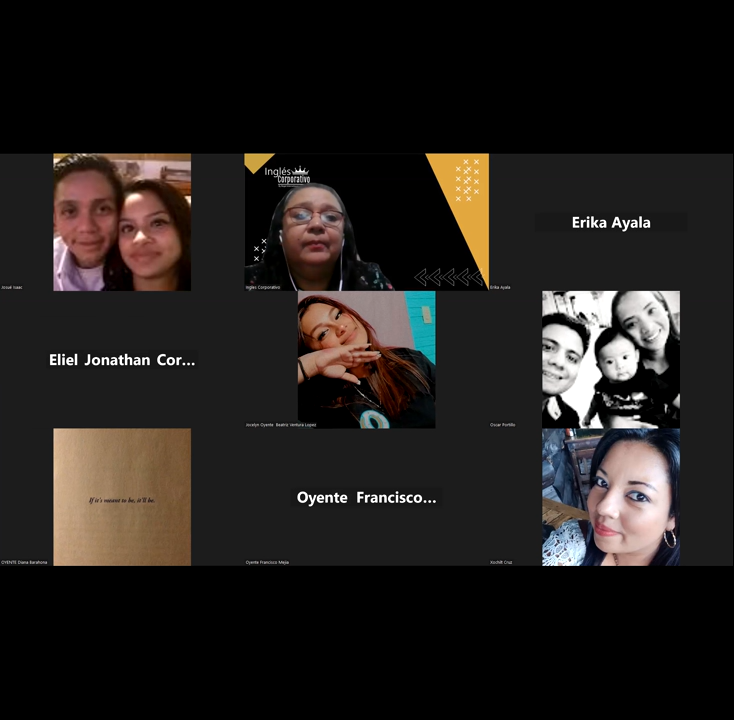 Inglés
Corporativo
Erika Ayala
Josué Isaac
Inglés Corporativo
Erika Ayala
Eliel Jonathan Cor...
Jocelyn Oyente Beatriz Ventura Lopez
Oscar Portillo
If it's meant to be, it'll be.
Oyente Francisco...
OYENTE Diana Barahona
Oyente Francisco Mejia
Xochilt Cruz